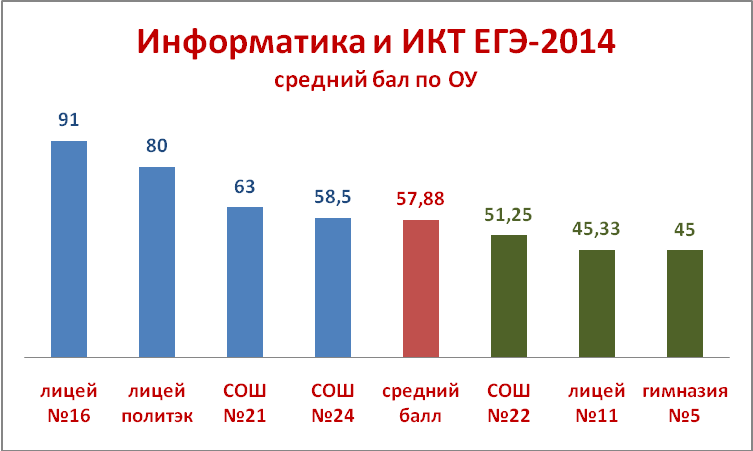 Информатика и ИКТ ЕГЭ-2014
средний бал по ОУ
91
80
63
58,5
57,88
51,25
45,33
45
лицей
№16
лицей
политэк
СОШ
№21
СОШ
№24
средний
балл
СОШ
№22
лицей
№11
гимназия
№5